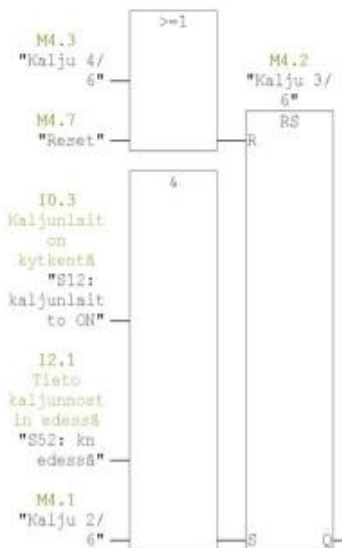 >=1
M4.3
"Kalju 4/
6"
M4.7
"Reset"
R
M4.2
"Kalju 3/
6"
RS
&
I0.3
Kaljunlait
on
kytkentä
"S12:
kaljunlait
to ON"
I2.1
Tieto
kaljunnost
in edessä
"S52: kn
edessä"
M4.1
"Kalju 2/
6"
S
Q